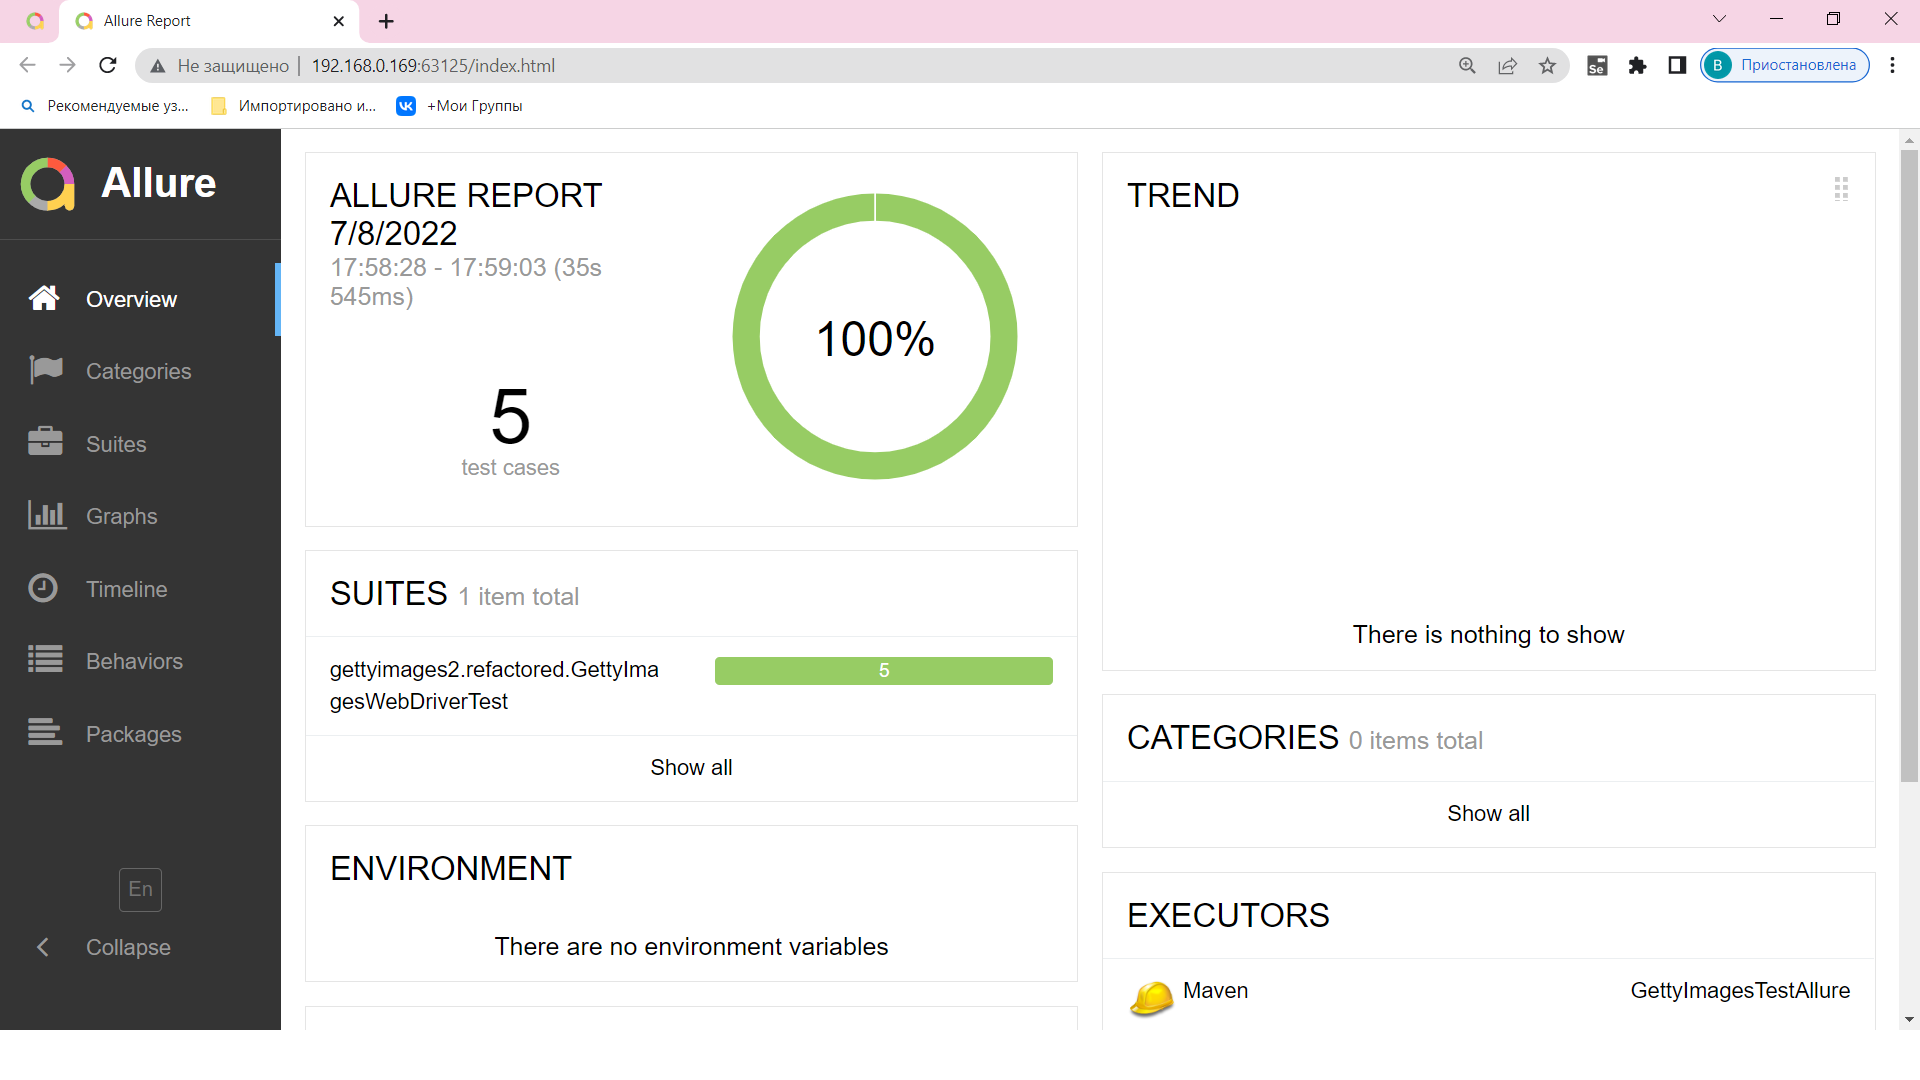 Allure Report
Не защищено
192.168.0.169:63125/index.html
Se
В
Приостановлена
Рекомендуемые уз...
Импортировано и...
+Мои Группы
Allure
Overview
Categories
Suites
Graphs
Timeline
Behaviors
Packages
En
Collapse
ALLURE REPORT
7/8/2022
17:58:28 - 17:59:03 (35s
545ms)
5
test cases
100%
SUITES 1 item total
gettyimages2.refactored.GettyIma
gesWebDriverTest
5
Show all
ENVIRONMENT
There are no environment variables
TREND
There is nothing to show
CATEGORIES 0 items total
Show all
EXECUTORS
Maven
GettyImagesTestAllure